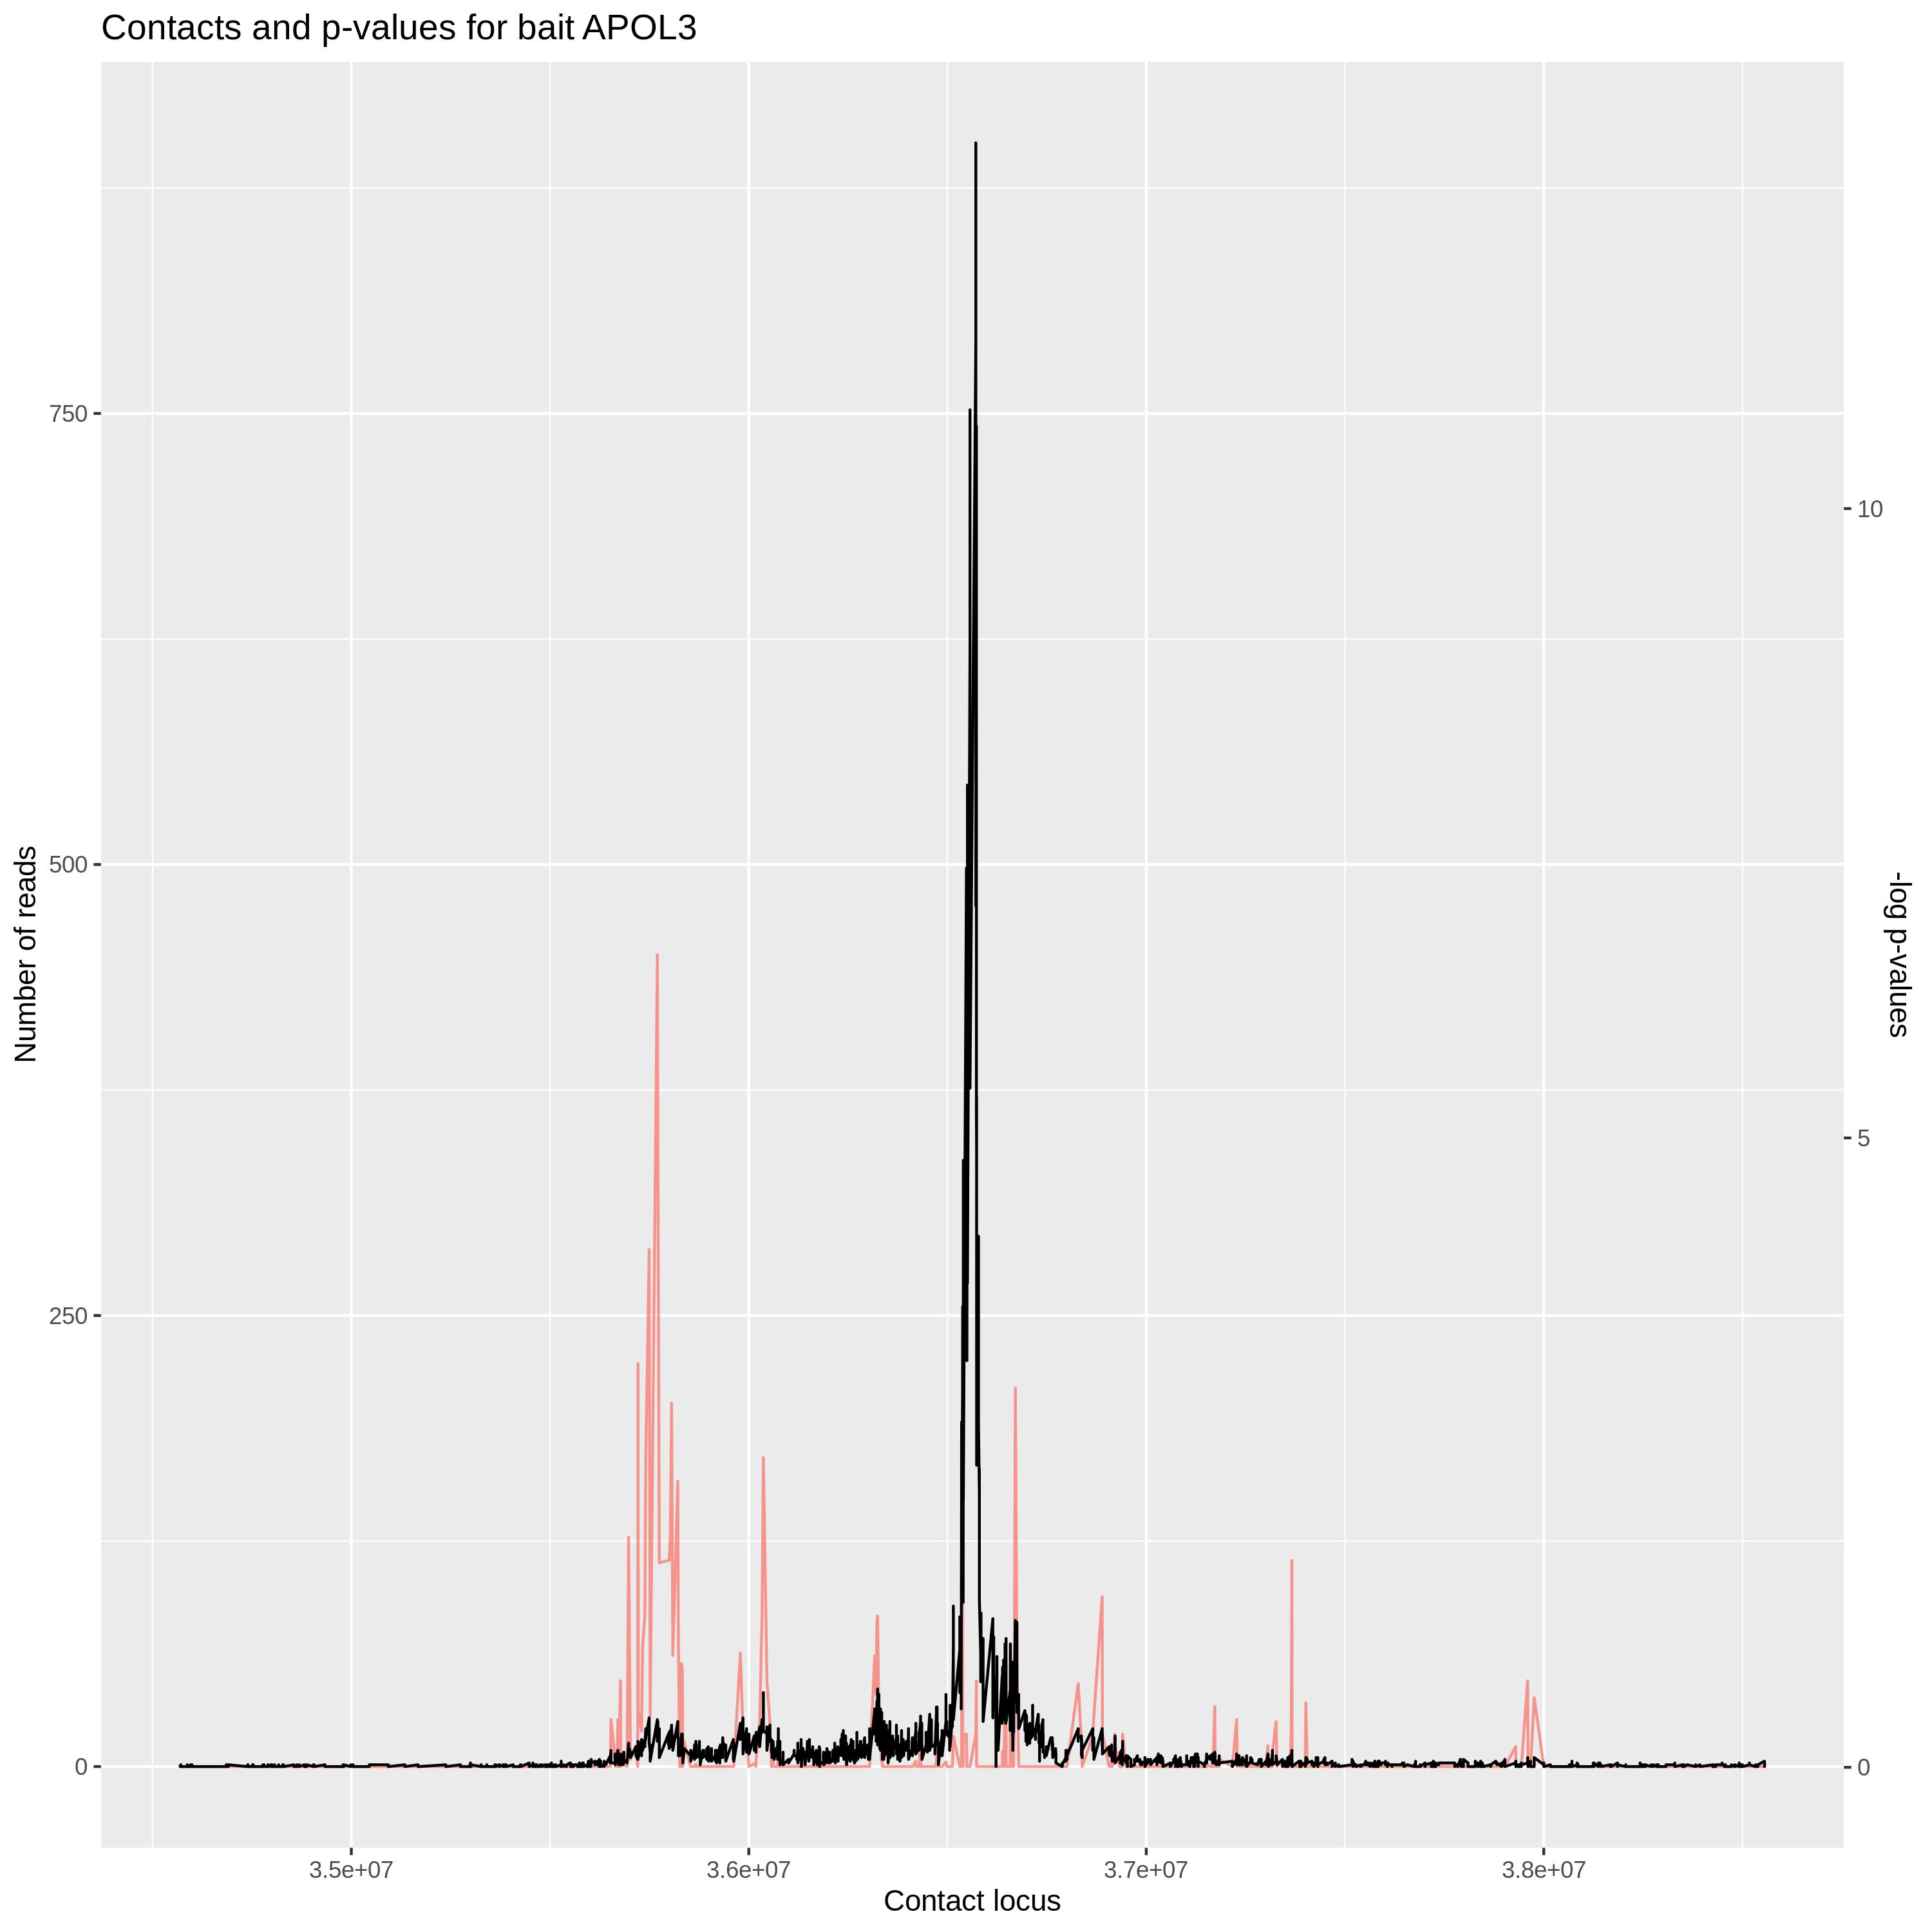 Contacts and p-values for bait APOL3
750
500
250
0
Number of reads
10
5
0
-log p-values
3.5e+07 3.6e+07 3.7e+07 3.8e+07
Contact locus